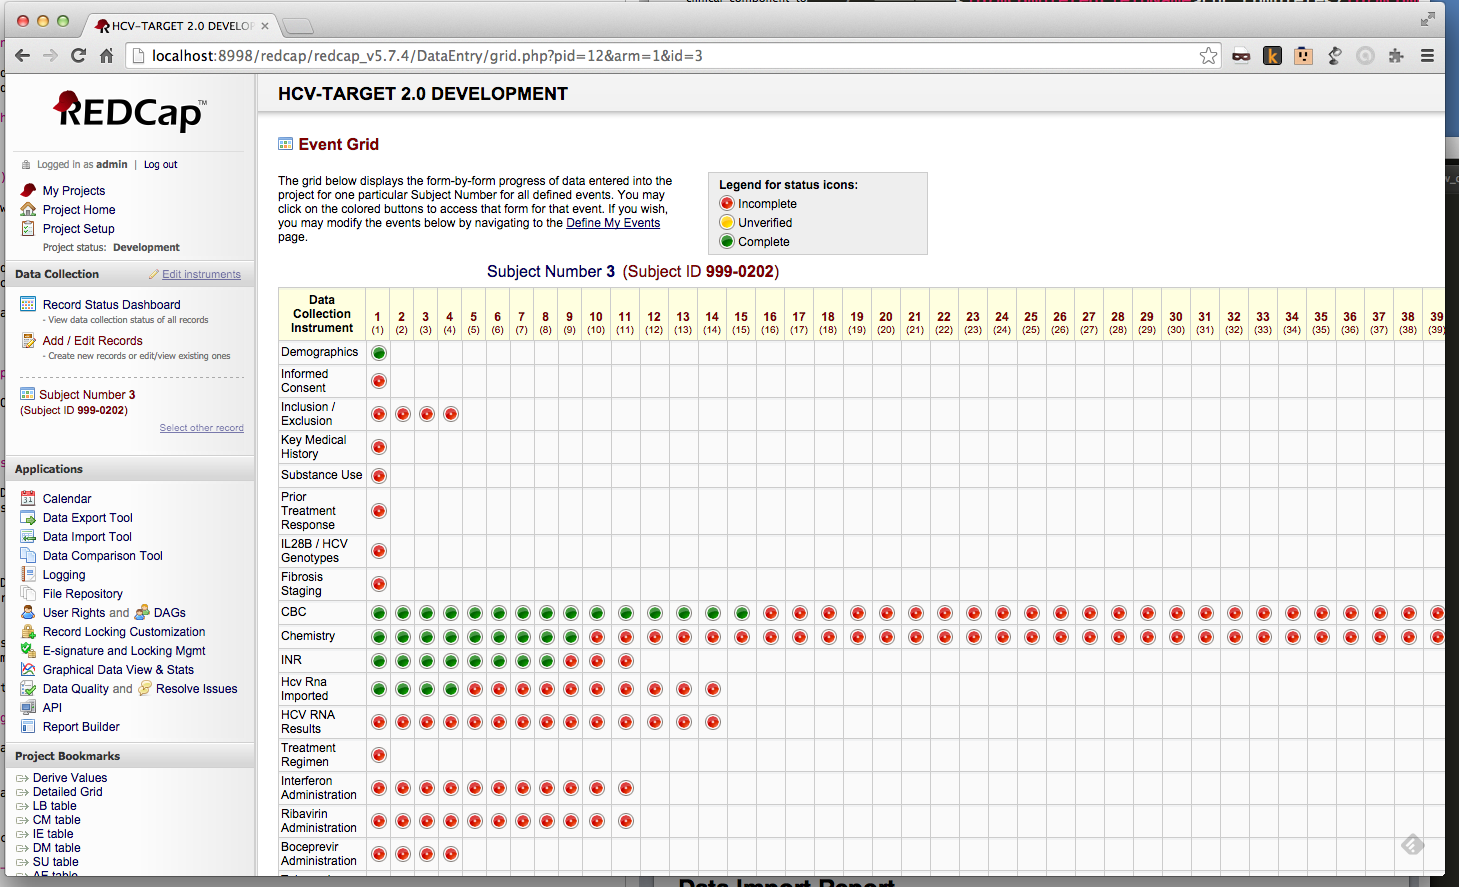 HCV-TARGET 2.0 DEVELOP
localhost:8998/redcap/redcap_v5.7.4/DataEntry/grid.php?pid=12&arm=1&id=3
REDCap™
Logged in as admin | Log out
My Projects
Project Home
Project Setup
Project status: Development
Data Collection
Edit instruments
Record Status Dashboard
- View data collection status of all records
Add / Edit Records
- Create new records or edit/view existing ones
Subject Number 3
(Subject ID 999-0202)
Select other record
Applications
Calendar
Data Export Tool
Data Import Tool
Data Comparison Tool
Logging
File Repository
User Rights and DAGs
Record Locking Customization
E-signature and Locking Mgmt
Graphical Data View & Stats
Data Quality and Resolve Issues
API
Report Builder
Project Bookmarks
Derive Values
Detailed Grid
LB table
CM table
IE table
DM table
SU table
AE table
HCV-TARGET 2.0 DEVELOPMENT
Event Grid
The grid below displays the form-by-form progress of data entered into the
project for one particular Subject Number for all defined events. You may
click on the colored buttons to access that form for that event. If you wish,
you may modify the events below by navigating to the Define My Events
page.
Legend for status icons:
Incomplete
Unverified
Complete
Subject Number 3 (Subject ID 999-0202)
Data
Collection
Instrument
1 2 3 4 5 6 7 8 9 10 11 12 13 14 15 16 17 18 19 20 21 22 23 24 25 26 27 28 29 30 31 32 33 34 35 36 37 38 39
(1) (2) (3) (4) (5) (6) (7) (8) (9) (10) (11) (12) (13) (14) (15) (16) (17) (18) (19) (20) (21) (22) (23) (24) (25) (26) (27) (28) (29) (30) (31) (32) (33) (34) (35) (36) (37) (38) (39)
Demographics
Informed
Consent
Inclusion /
Exclusion
Key Medical
History
Substance Use
Prior
Treatment
Response
IL28B / HCV
Genotypes
Fibrosis
Staging
CBC
Chemistry
INR
Hcv Rna
Imported
HCV RNA
Results
Treatment
Regimen
Interferon
Administration
Ribavirin
Administration
Boceprevir
Administration
Data Import Report